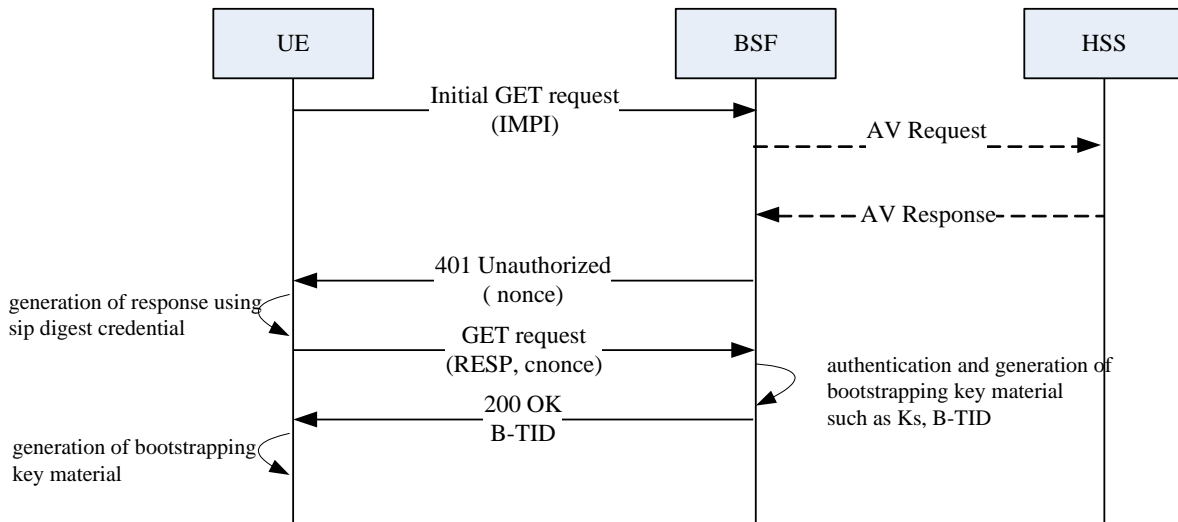 UE
BSF
HSS
Initial GET request
(IMPI)
AV Request
AV Response
401 Unauthorized
( nonce)
generation of response using
sip digest credential
GET request
(RESP, cnonce)
authentication and generation of
bootstrapping key material
such as Ks, B-TID
200 OK
B-TID
generation of bootstrapping
key material